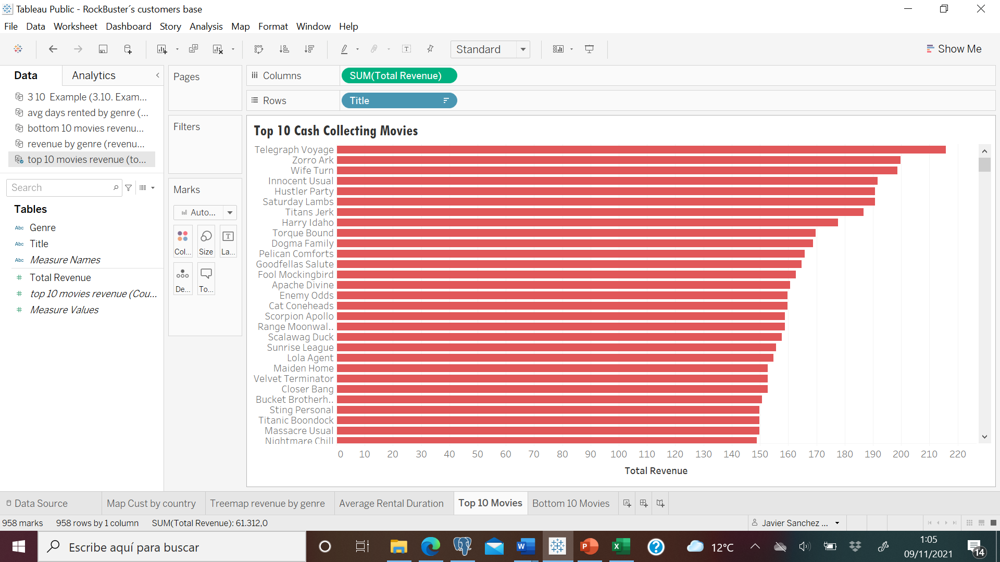 Tableau Public - RockBuster´s customers base
File Data Worksheet Dashboard Story Analysis Map Format Window Help
Standard
Show Me
Data Analytics
3 10 Example (3.10. Exam...
avg days rented by genre (...
bottom 10 movies revenu...
revenue by genre (revenu...
top 10 movies revenue (to...
Search
Tables
Abc Genre
Abc Title
Abc Measure Names
# Total Revenue
# top 10 movies revenue (Cou...
# Measure Values
Pages
Filters
Marks
Auto...
Col... Size La...
De... To...
Columns SUM(Total Revenue)
Rows Title
Top 10 Cash Collecting Movies
Telegraph Voyage
Zorro Ark
Wife Turn
Innocent Usual
Hustler Party
Saturday Lambs
Titans Jerk
Harry Idaho
Torque Bound
Dogma Family
Pelican Comforts
Goodfellas Salute
Fool Mockingbird
Apache Divine
Enemy Odds
Cat Coneheads
Scorpion Apollo
Range Moonwal..
Scalawag Duck
Sunrise League
Lola Agent
Maiden Home
Velvet Terminator
Closer Bang
Bucket Brotherh..
Sting Personal
Titanic Boondock
Massacre Usual
Nightmare Chill
0 10 20 30 40 50 60 70 80 90 100 110 120 130 140 150 160 170 180 190 200 210 220
Total Revenue
Data Source Map Cust by country Treemap revenue by genre Average Rental Duration Top 10 Movies Bottom 10 Movies
958 marks 958 rows by 1 column SUM(Total Revenue): 61.312,0 Javier Sanchez ...
Escribe aquí para buscar
12°C
1:05
09/11/2021
14